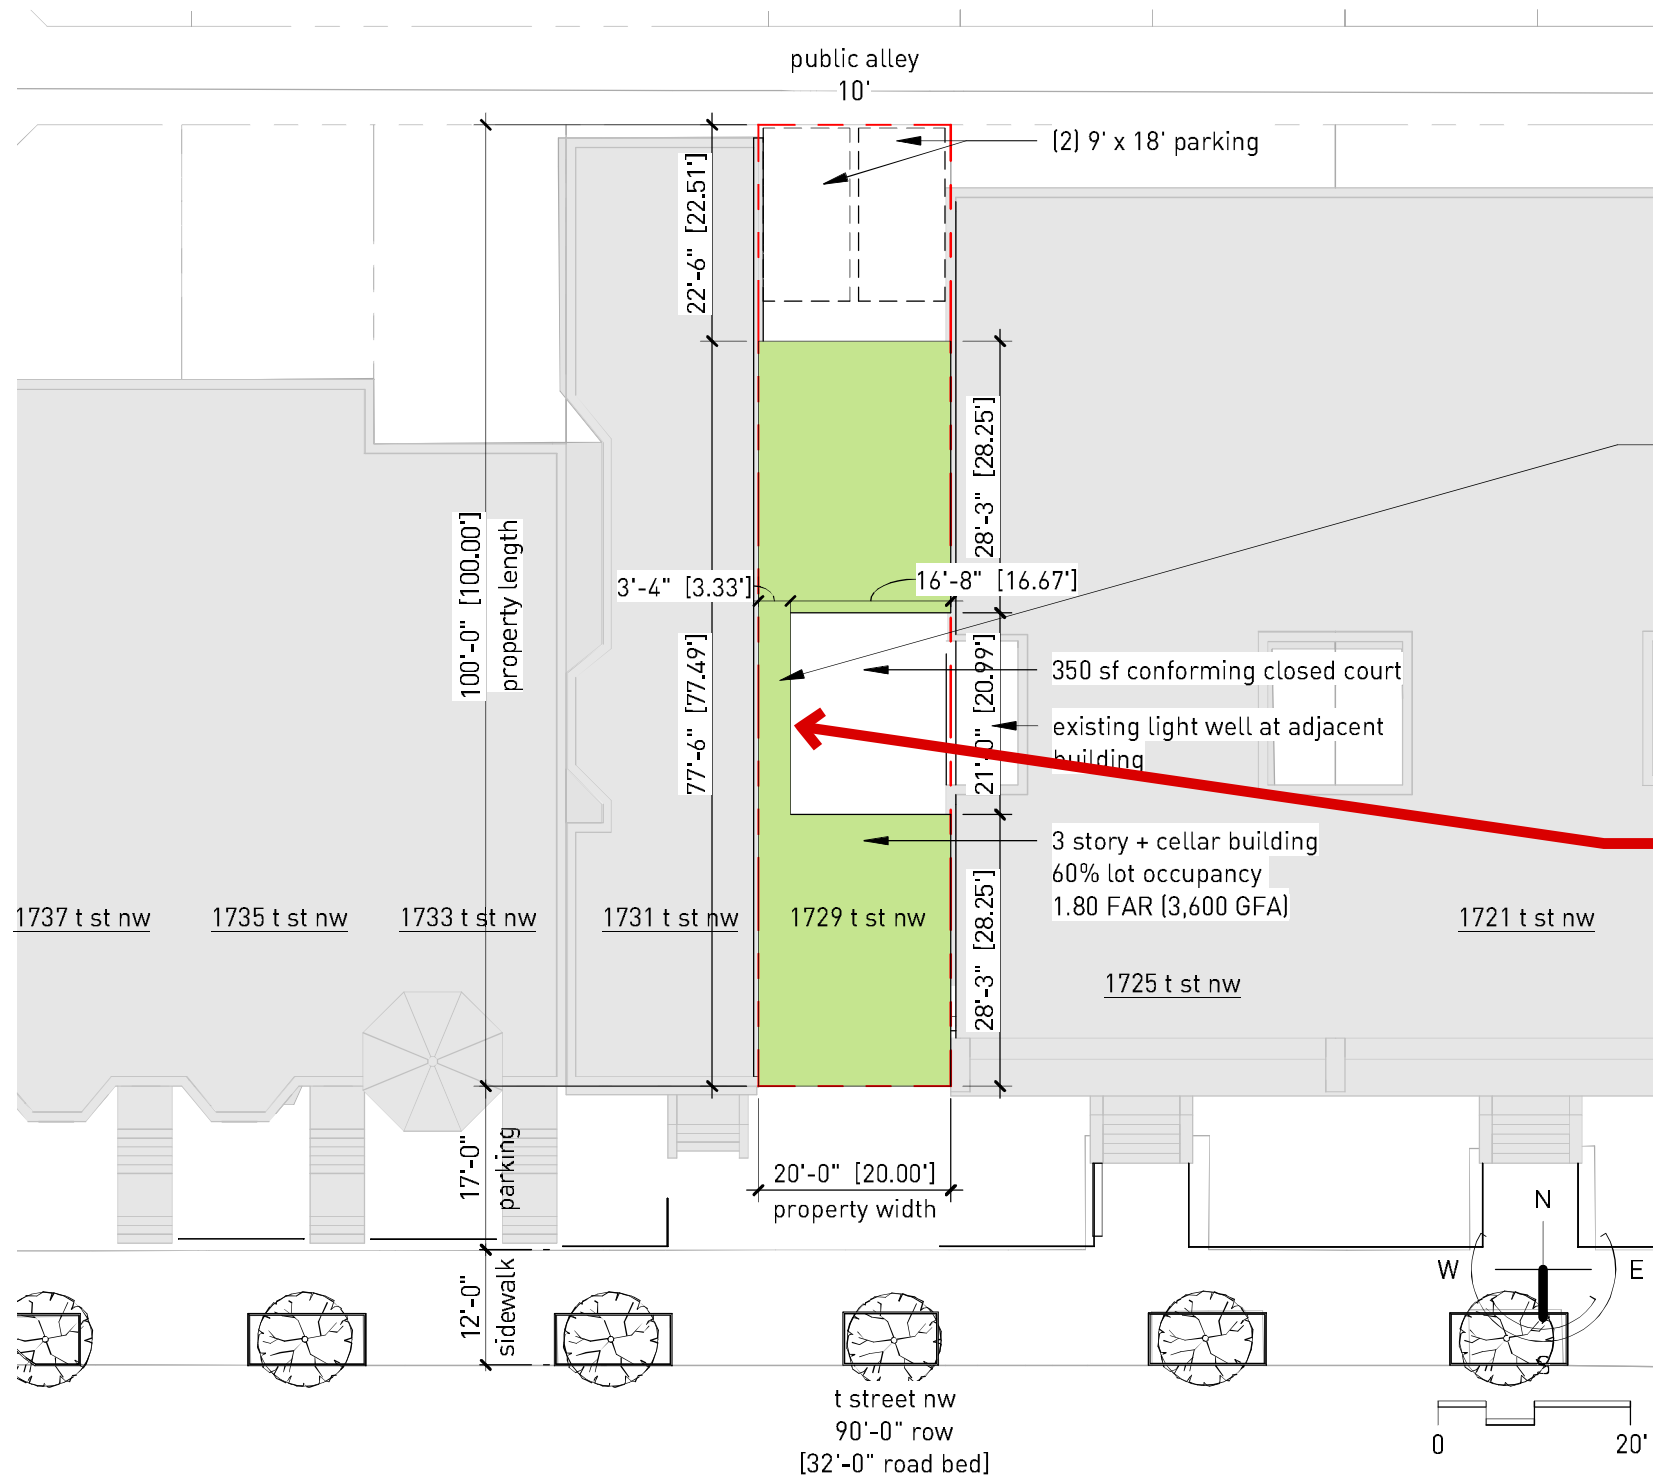 public alley
10'
(2) 9' x 18' parking
22'-6" [22.51']
28'-3" [28.25']
100'-0" [100.00']
property length
3'-4" [3.33']
16'-8" [16.67']
77'-6" [77.49']
21'-0" [20.99']
350 sf conforming closed court
existing light well at adjacent
building
3 story + cellar building
60% lot occupancy
1.80 FAR (3,600 GFA)
28'-3" [28.25']
1737 t st nw
1735 t st nw
1733 t st nw
1731 t st nw
1729 t st nw
1721 t st nw
1725 t st nw
17'-0"
parking
20'-0" [20.00']
property width
12'-0"
sidewalk
N
W
E
S
t street nw
90'-0" row
[32'-0" road bed]
0
20'